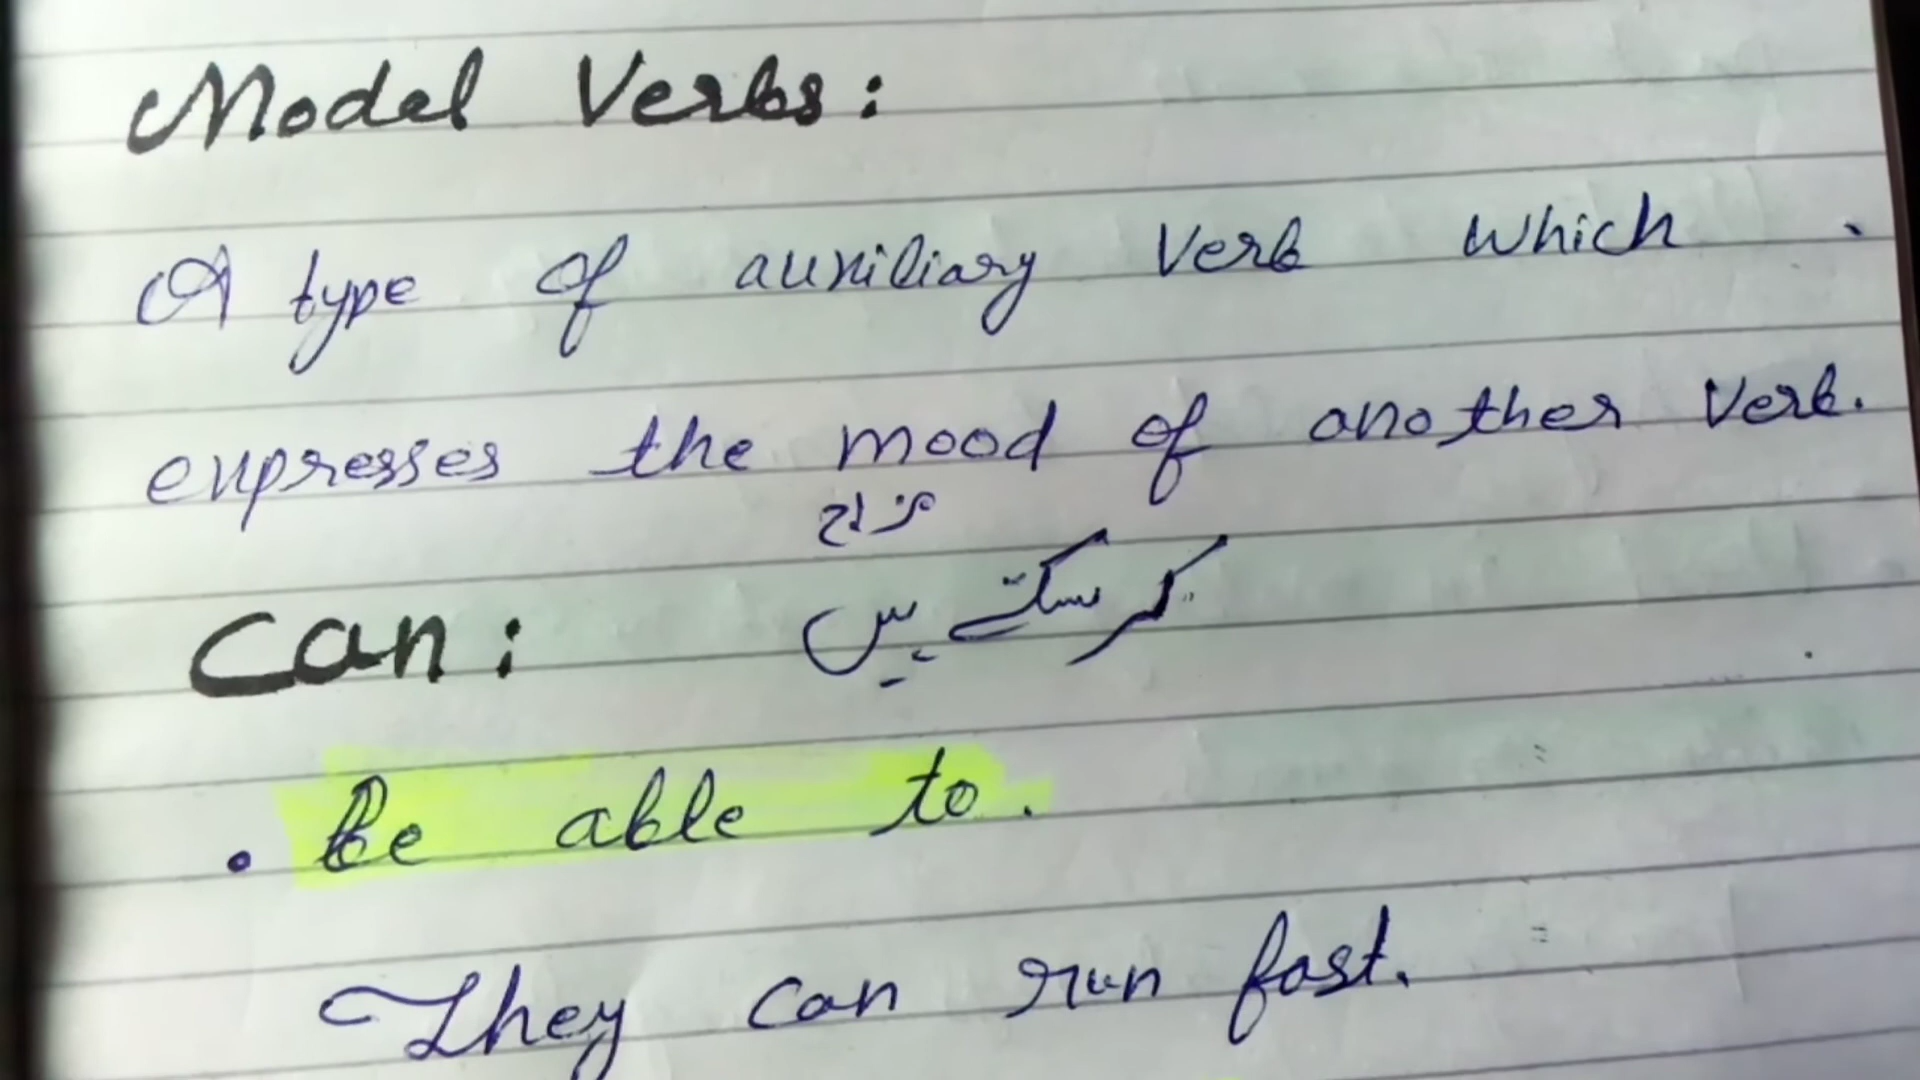 Model Verbs:
A type of auxiliary Verb which
expresses the mood of another Verb.
مزاج
Can: کر سکتے ہیں
• Be able to.
They can run fast.